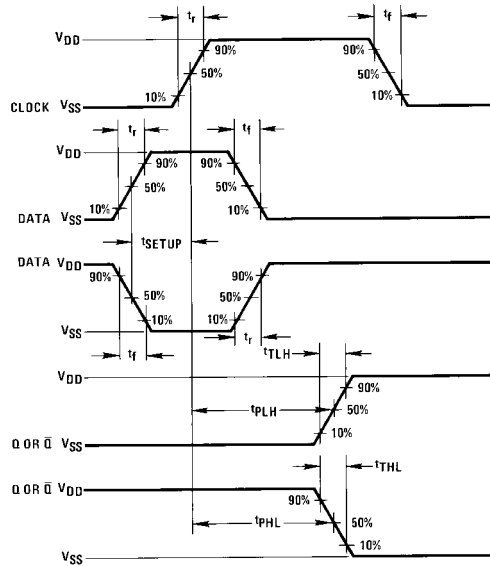 tr
tf
VDD
90%
90%
50%
50%
10%
10%
CLOCK VSS
tr
tf
VDD
90%
90%
50%
50%
10%
10%
DATA VSS
tSETUP
DATA VDD
90%
90%
50%
50%
10%
10%
VSS
tf
tr
tTLH
VDD
90%
tPLH
50%
10%
Q OR Q̅ VSS
tTHL
Q OR Q̅ VDD
90%
tPHL
50%
10%
VSS